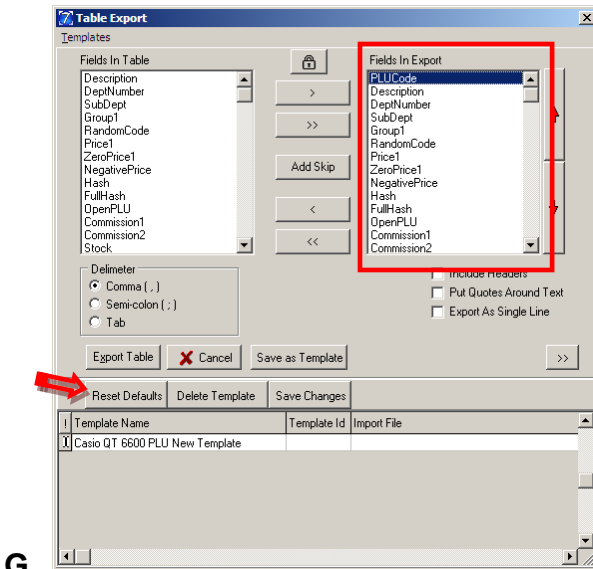 Table Export
Templates
Fields In Table
Description
DeptNumber
SubDept
Group1
RandomCode
Price1
ZeroPrice1
NegativePrice
Hash
FullHash
OpenPLU
Commission1
Commission2
Stock
>
>>
Add Skip
<
<<
Fields In Export
PLUCode
Description
DeptNumber
SubDept
Group1
RandomCode
Price1
ZeroPrice1
NegativePrice
Hash
FullHash
OpenPLU
Commission1
Commission2
Delimeter
Comma ( , )
Semi-colon ( ; )
Tab
Include Headers
Put Quotes Around Text
Export As Single Line
Export Table Cancel Save as Template >>
Reset Defaults Delete Template Save Changes
! Template Name Template Id Import File
Casio QT 6600 PLU New Template
G